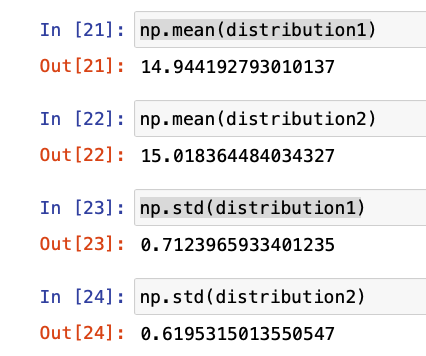 In [21]: np.mean(distribution1)
Out[21]: 14.944192793010137
In [22]: np.mean(distribution2)
Out[22]: 15.018364484034327
In [23]: np.std(distribution1)
Out[23]: 0.7123965933401235
In [24]: np.std(distribution2)
Out[24]: 0.6195315013550547